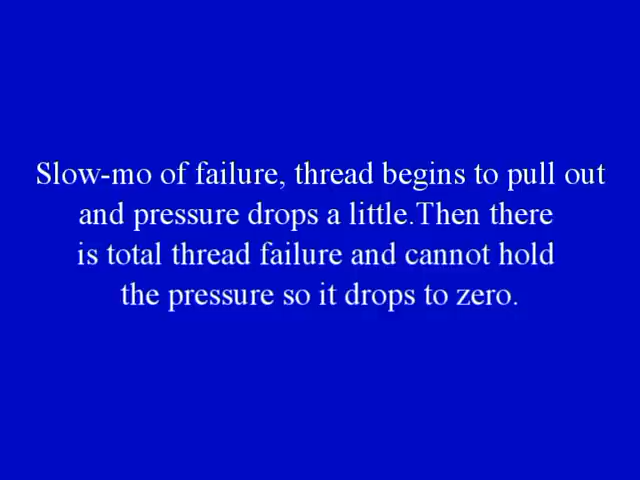 Slow-mo of failure, thread begins to pull out
and pressure drops a little.Then there
is total thread failure and cannot hold
the pressure so it drops to zero.